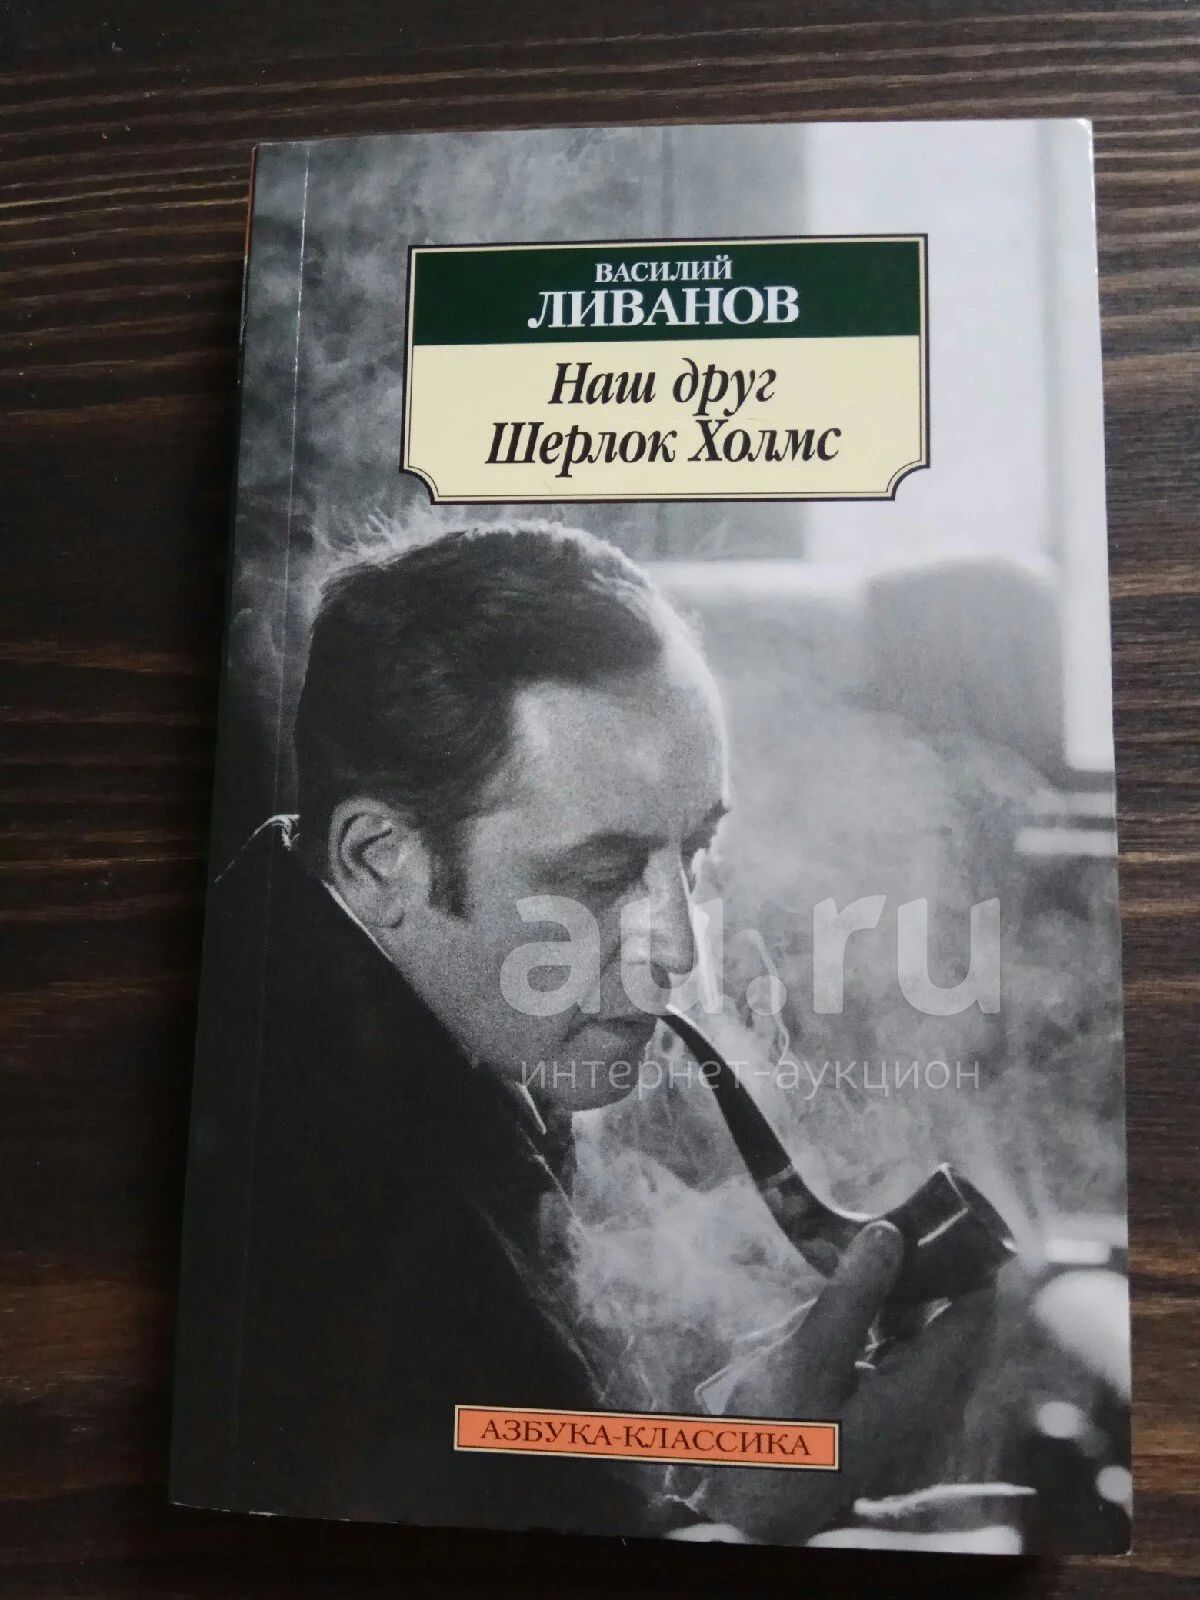 ВАСИЛИЙ
ЛИВАНОВ
Наш друг
Шерлок Холмс
au.ru
интернет-аукцион
АЗБУКА-КЛАССИКА